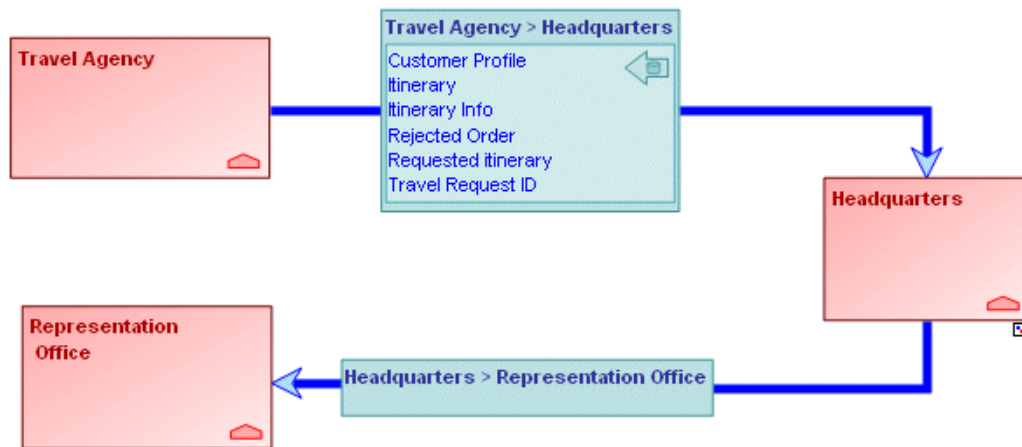 Travel Agency
Travel Agency > Headquarters
Customer Profile
Itinerary
Itinerary Info
Rejected Order
Requested itinerary
Travel Request ID
Headquarters
Representation
Office
Headquarters > Representation Office